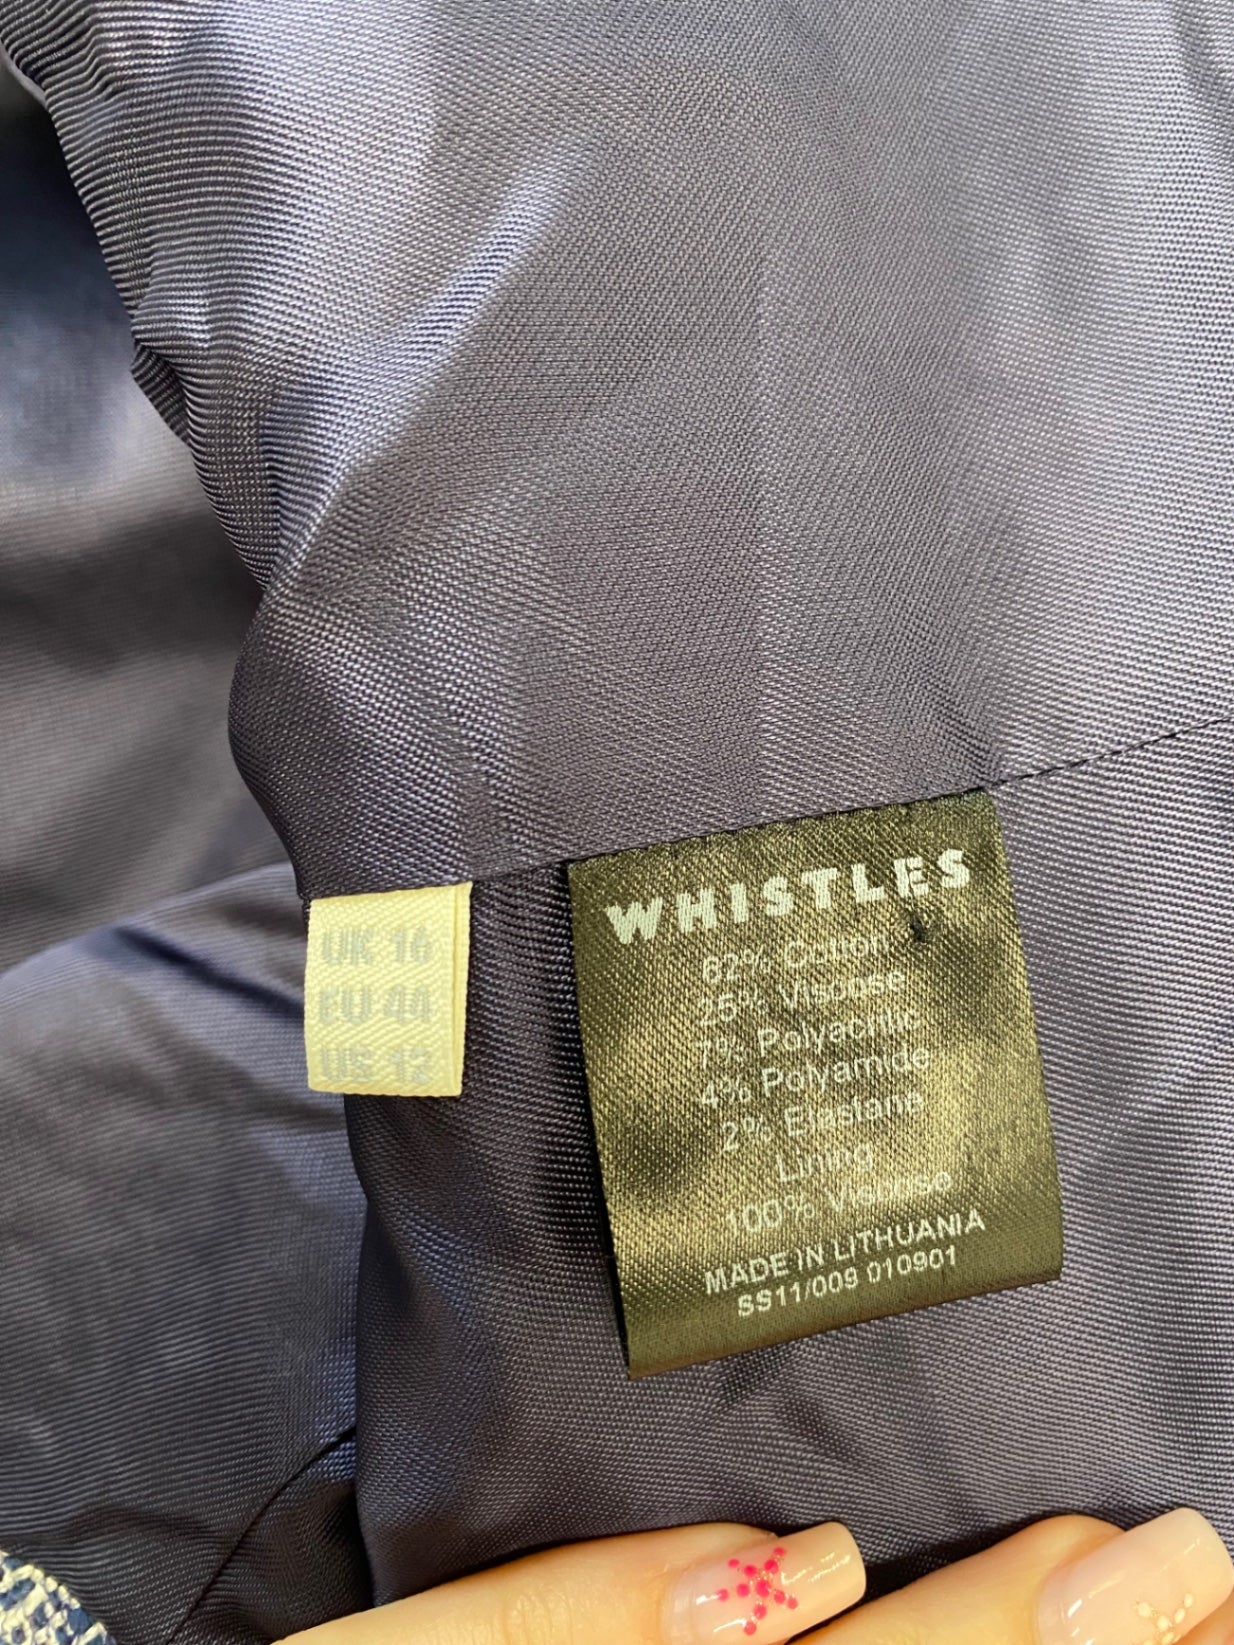 UK 16
EU 44
US 12
WHISTLES
62% Cotton
25% Viscose
7% Polyacrilic
4% Polyamide
2% Elastane
Lining
100% Viscose
MADE IN LITHUANIA
SS11/009 010901